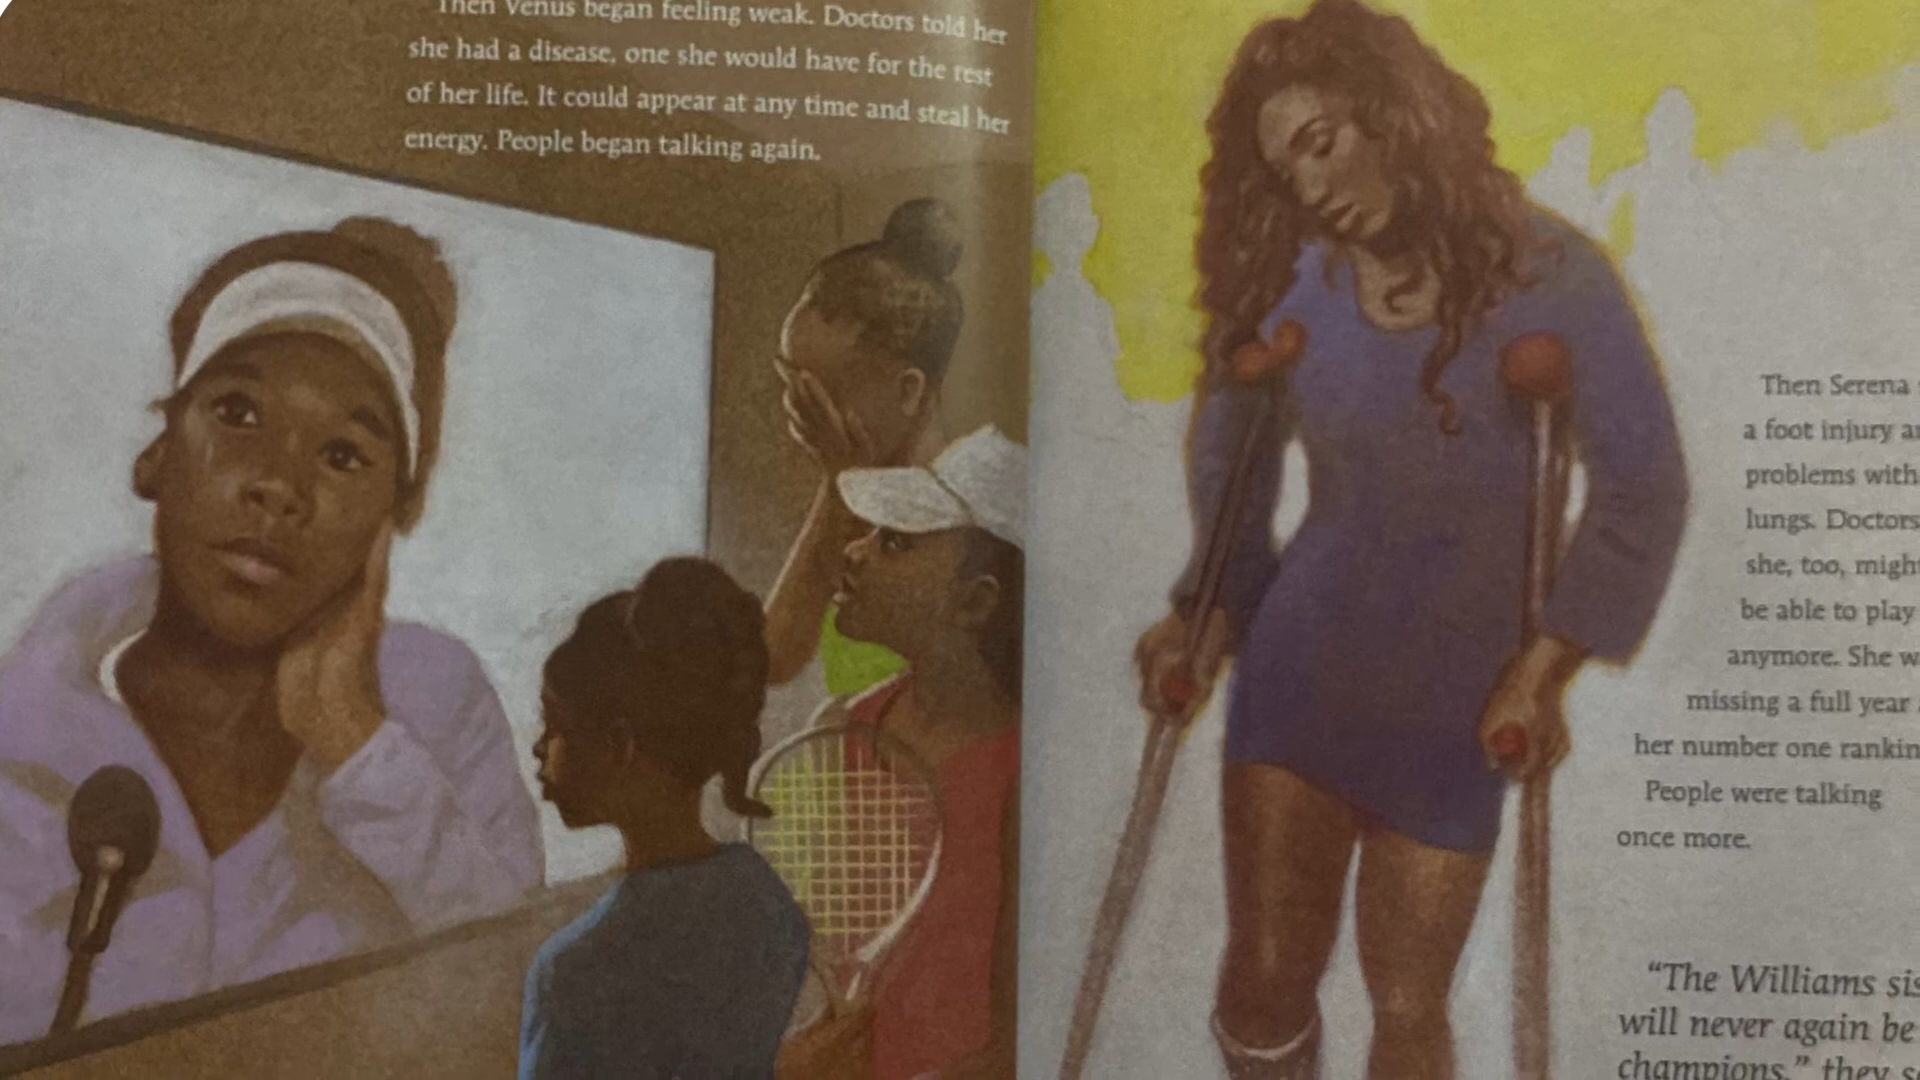 Then Venus began feeling weak. Doctors told her
she had a disease, one she would have for the rest
of her life. It could appear at any time and steal her
energy. People began talking again.
Then Serena
a foot injury
problems with
lungs. Doctors
she, too, might
be able to play
anymore. She
missing a full year
her number one
People were talking
once more.
“The Williams
will never again be
champions,” they